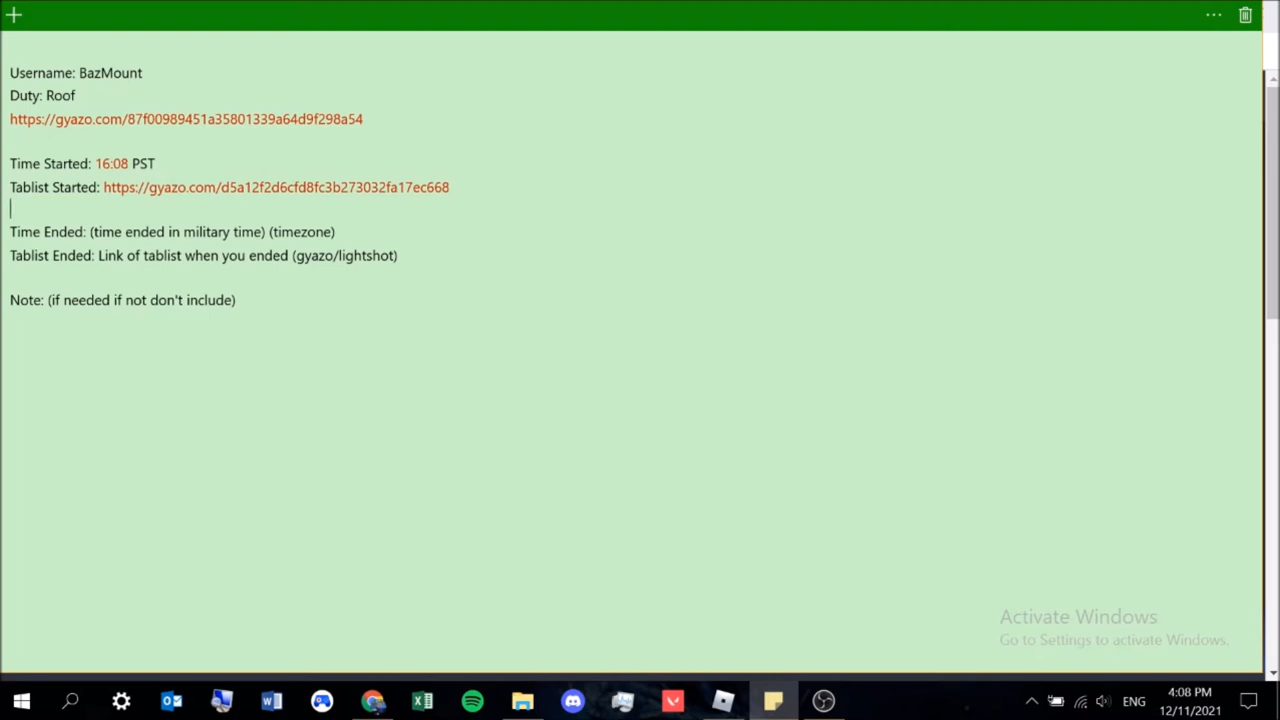 Username: BazMount
Duty: Roof
https://gyazo.com/87f00989451a35801339a64d9f298a54
Time Started: 16:08 PST
Tablist Started: https://gyazo.com/d5a12f2d6cfd8fc3b273032fa17ec668
Time Ended: (time ended in military time) (timezone)
Tablist Ended: Link of tablist when you ended (gyazo/lightshot)
Note: (if needed if not don't include)
Activate Windows
Go to Settings to activate Windows.
ENG
4:08 PM
12/11/2021